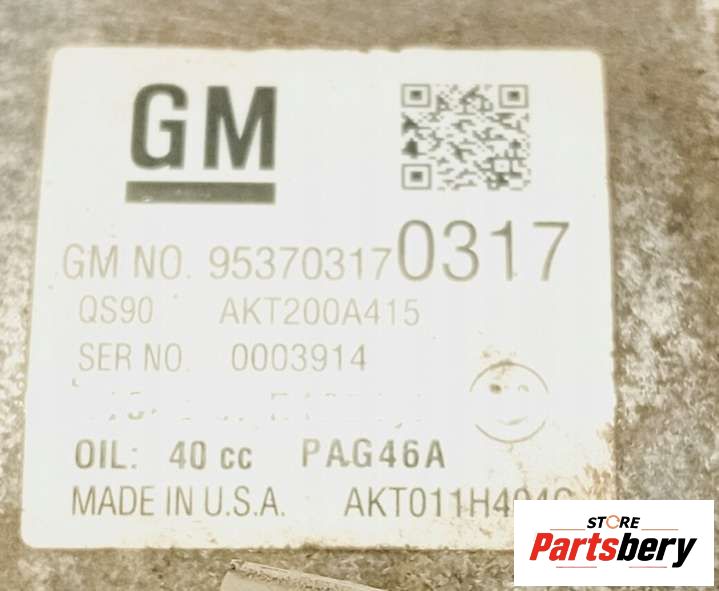 GM
GM NO. 95370317 0317
QS90 AKT200A415
SER NO. 0003914
OIL: 40 cc PAG46A
MADE IN U.S.A.
STORE
Partsbery